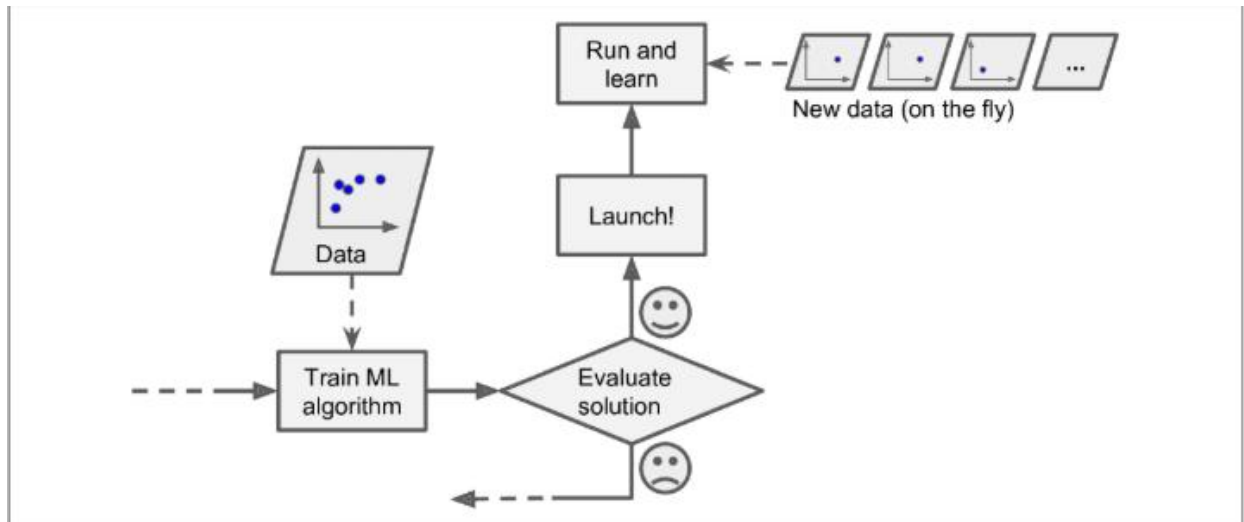 Run and
learn
...
New data (on the fly)
Launch!
Data
Train ML
algorithm
Evaluate
solution